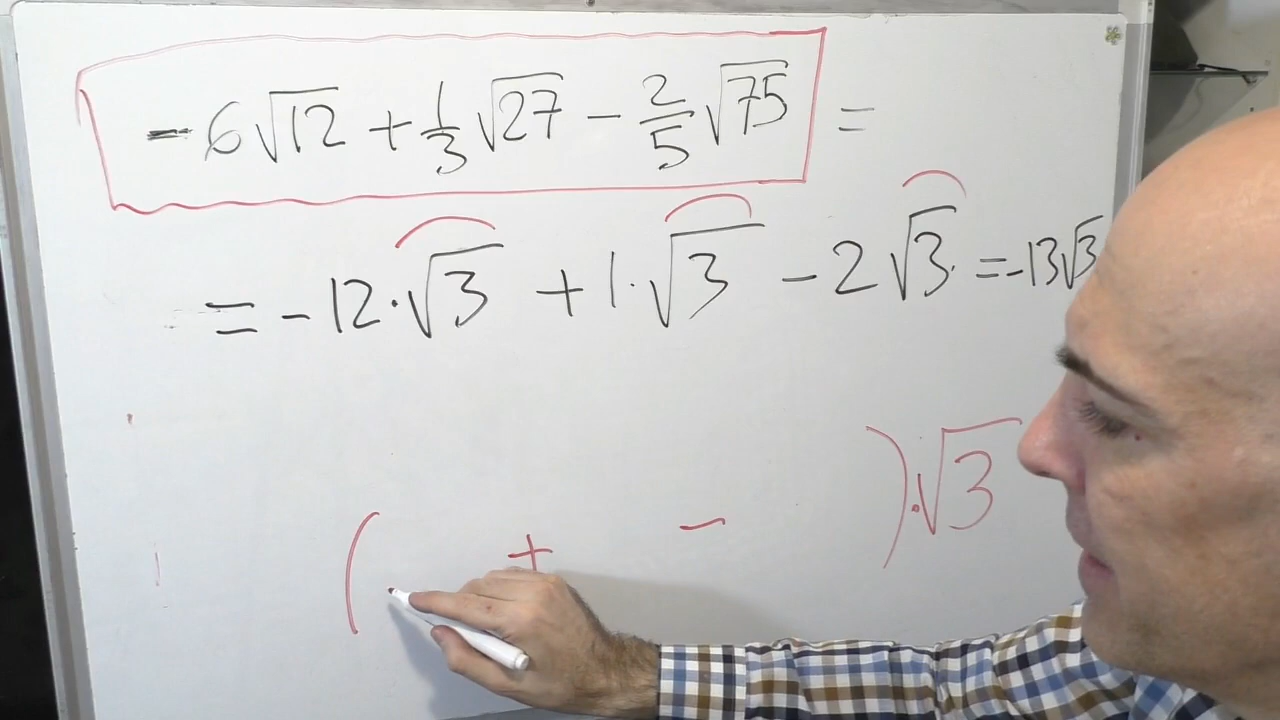 -6√12 + 1/3 √27 - 2/5 √75 =
= -12·√3 + 1·√3 - 2√3 = -13√3
( + - )·√3